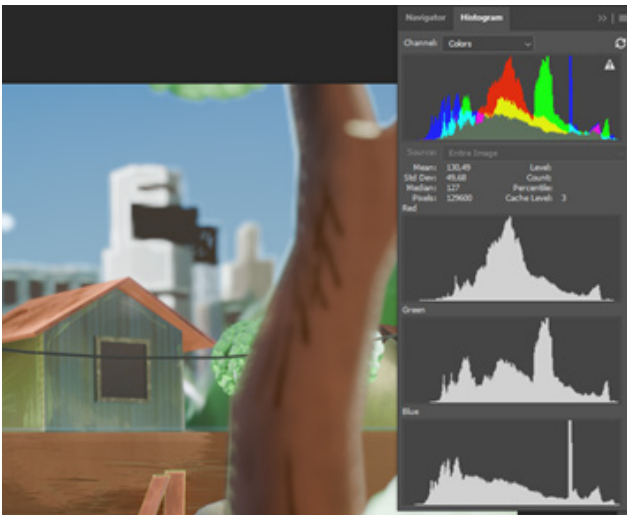 Navigator Histogram
Channel: Colors
Source: Entire Image
Mean: 130,49 Level:
Std Dev: 49,68 Count:
Median: 127 Percentile:
Pixels: 129600 Cache Level: 3
Red
Green
Blue